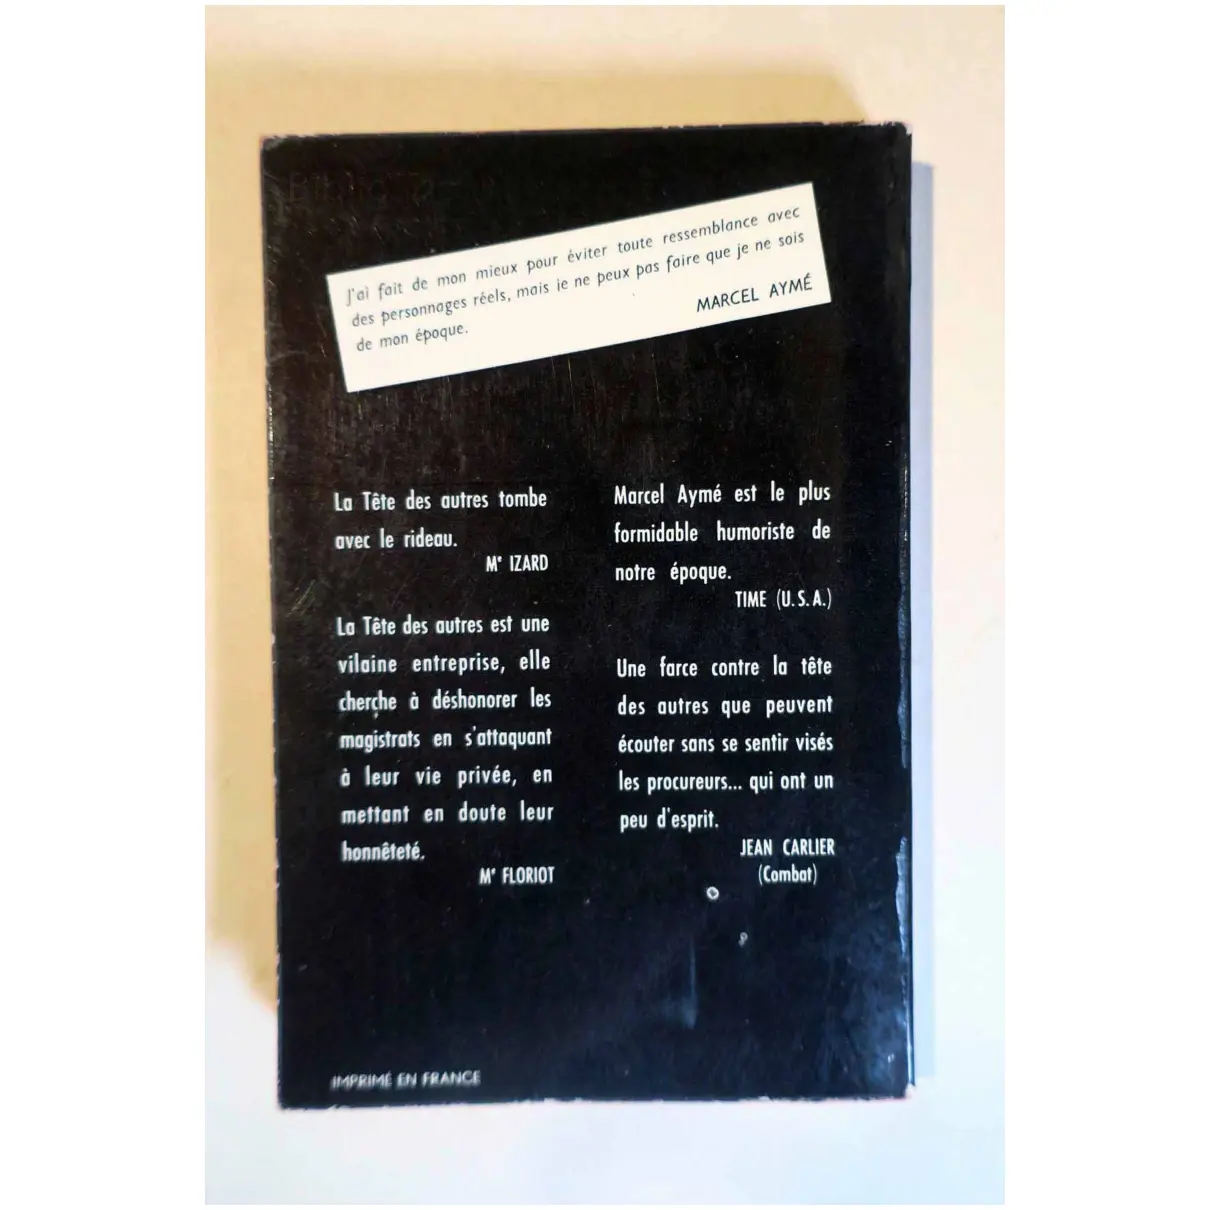 J'ai fait de mon mieux pour éviter toute ressemblance avec
des personnages réels, mais je ne peux pas faire que je ne sois
de mon époque.
MARCEL AYMÉ
La Tête des autres tombe
avec le rideau.
Mᵉ IZARD
La Tête des autres est une
vilaine entreprise, elle
cherche à déshonorer les
magistrats en s'attaquant
à leur vie privée, en
mettant en doute leur
honnêteté.
Mᵉ FLORIOT
Marcel Aymé est le plus
formidable humoriste de
notre époque.
TIME (U.S.A.)
Une farce contre la tête
des autres que peuvent
écouter sans se sentir visés
les procureurs... qui ont un
peu d'esprit.
JEAN CARLIER
(Combat)
IMPRIMÉ EN FRANCE